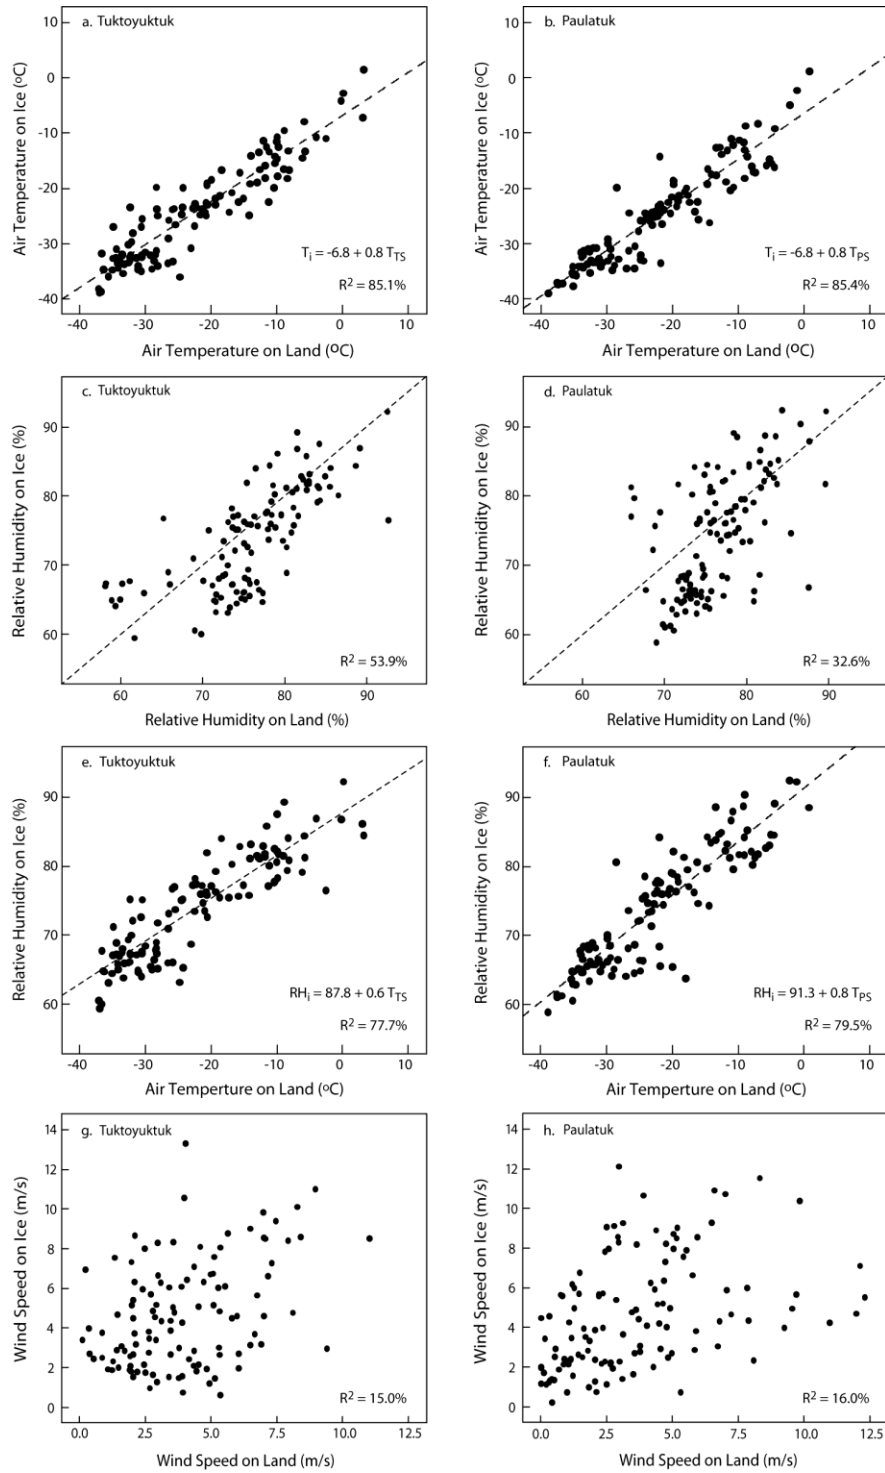 a. Tuktoyuktuk
Air Temperature on Ice (ºC)
10
0
-10
-20
-30
-40
Tᵢ = -6.8 + 0.8 T_TS
R² = 85.1%
-40 -30 -20 -10 0 10
Air Temperature on Land (ºC)
b. Paulatuk
Air Temperature on Ice (ºC)
10
0
-10
-20
-30
-40
Tᵢ = -6.8 + 0.8 T_PS
R² = 85.4%
-40 -30 -20 -10 0 10
Air Temperature on Land (ºC)
c. Tuktoyuktuk
Relative Humidity on Ice (%)
90
80
70
60
R² = 53.9%
60 70 80 90
Relative Humidity on Land (%)
d. Paulatuk
Relative Humidity on Ice (%)
90
80
70
60
R² = 32.6%
60 70 80 90
Relative Humidity on Land (%)
e. Tuktoyuktuk
Relative Humidity on Ice (%)
90
80
70
60
RHᵢ = 87.8 + 0.6 T_TS
R² = 77.7%
-40 -30 -20 -10 0 10
Air Temperture on Land (ºC)
f. Paulatuk
Relative Humidity on Ice (%)
90
80
70
60
RHᵢ = 91.3 + 0.8 T_PS
R² = 79.5%
-40 -30 -20 -10 0 10
Air Temperture on Land (ºC)
g. Tuktoyuktuk
Wind Speed on Ice (m/s)
14
12
10
8
6
4
2
0
R² = 15.0%
0.0 2.5 5.0 7.5 10.0 12.5
Wind Speed on Land (m/s)
h. Paulatuk
Wind Speed on Ice (m/s)
14
12
10
8
6
4
2
0
R² = 16.0%
0.0 2.5 5.0 7.5 10.0 12.5
Wind Speed on Land (m/s)